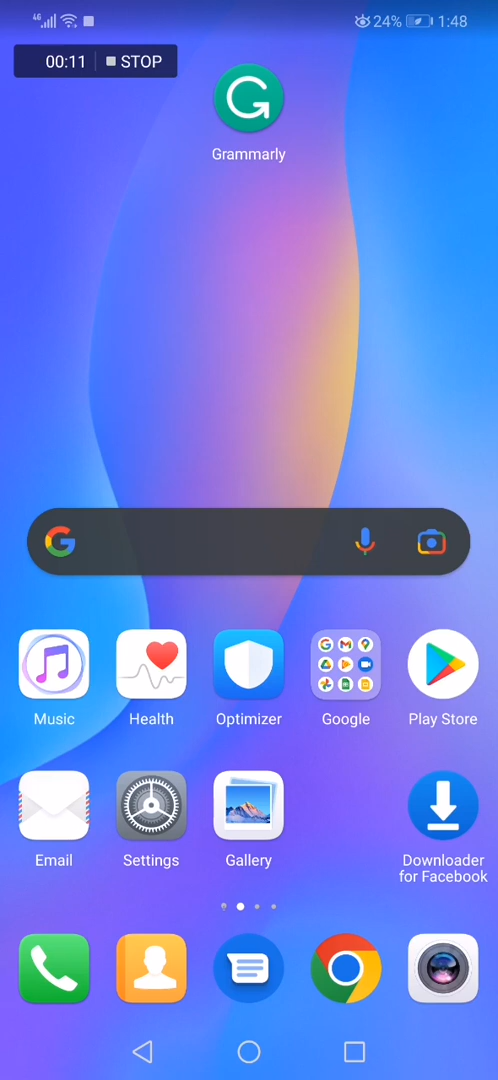 4G 24% 1:48
00:11 STOP
Grammarly
Music Health Optimizer Google Play Store
Email Settings Gallery Downloader
for Facebook